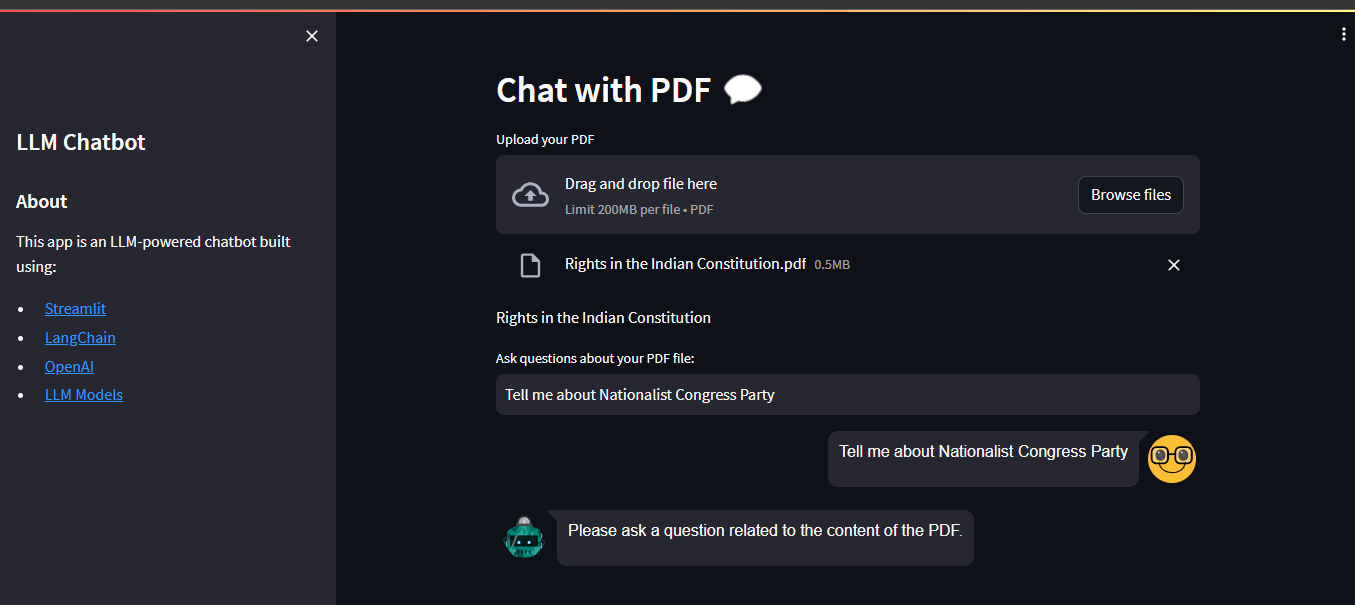 LLM Chatbot
About
This app is an LLM-powered chatbot built
using:
Streamlit
LangChain
OpenAI
LLM Models
Chat with PDF
Upload your PDF
Drag and drop file here
Limit 200MB per file • PDF
Browse files
Rights in the Indian Constitution.pdf 0.5MB
Rights in the Indian Constitution
Ask questions about your PDF file:
Tell me about Nationalist Congress Party
Tell me about Nationalist Congress Party
Please ask a question related to the content of the PDF.